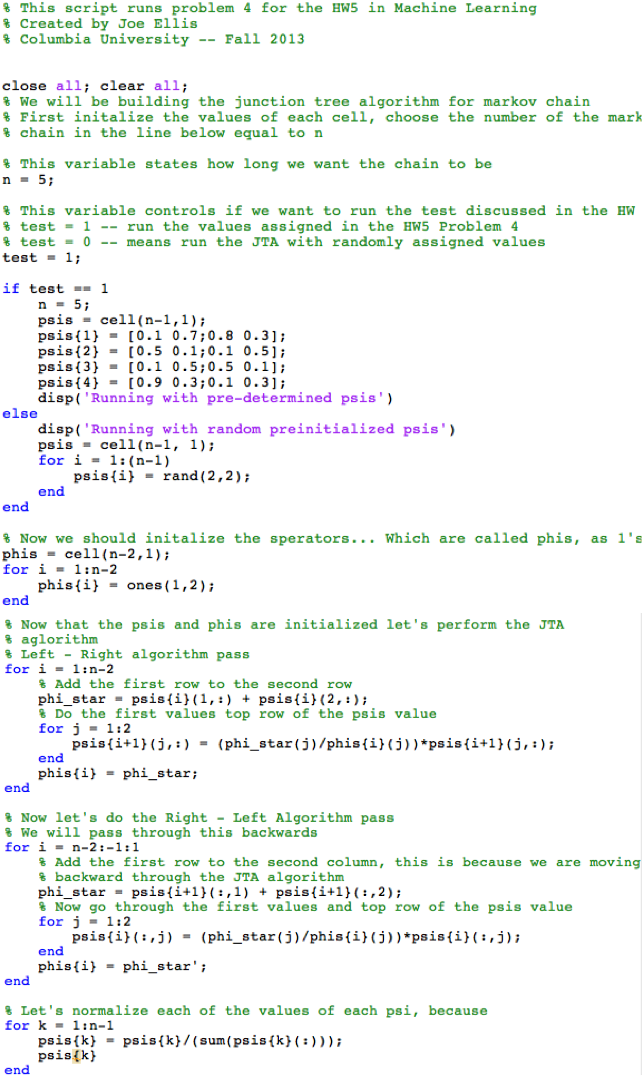 % This script runs problem 4 for the HW5 in Machine Learning
% Created by Joe Ellis
% Columbia University -- Fall 2013
close all; clear all;
% We will be building the junction tree algorithm for markov chain
% First initalize the values of each cell, choose the number of the mark
% chain in the line below equal to n
% This variable states how long we want the chain to be
n = 5;
% This variable controls if we want to run the test discussed in the HW
% test = 1 -- run the values assigned in the HW5 Problem 4
% test = 0 -- means run the JTA with randomly assigned values
test = 1;
if test == 1
    n = 5;
    psis = cell(n-1,1);
    psis{1} = [0.1 0.7;0.8 0.3];
    psis{2} = [0.5 0.1;0.1 0.5];
    psis{3} = [0.1 0.5;0.5 0.1];
    psis{4} = [0.9 0.3;0.1 0.3];
    disp('Running with pre-determined psis')
else
    disp('Running with random preinitialized psis')
    psis = cell(n-1, 1);
    for i = 1:(n-1)
        psis{i} = rand(2,2);
    end
end
% Now we should initalize the sperators... Which are called phis, as 1's
phis = cell(n-2,1);
for i = 1:n-2
    phis{i} = ones(1,2);
end
% Now that the psis and phis are initialized let's perform the JTA
% aglorithm
% Left - Right algorithm pass
for i = 1:n-2
    % Add the first row to the second row
    phi_star = psis{i}(1,:) + psis{i}(2,:);
    % Do the first values top row of the psis value
    for j = 1:2
        psis{i+1}(j,:) = (phi_star(j)/phis{i}(j))*psis{i+1}(j,:);
    end
    phis{i} = phi_star;
end
% Now let's do the Right - Left Algorithm pass
% We will pass through this backwards
for i = n-2:-1:1
    % Add the first row to the second column, this is because we are moving
    % backward through the JTA algorithm
    phi_star = psis{i+1}(:,1) + psis{i+1}(:,2);
    % Now go through the first values and top row of the psis value
    for j = 1:2
        psis{i}(:,j) = (phi_star(j)/phis{i}(j))*psis{i}(:,j);
    end
    phis{i} = phi_star';
end
% Let's normalize each of the values of each psi, because
for k = 1:n-1
    psis{k} = psis{k}/(sum(psis{k}(:)));
    psis{k}
end